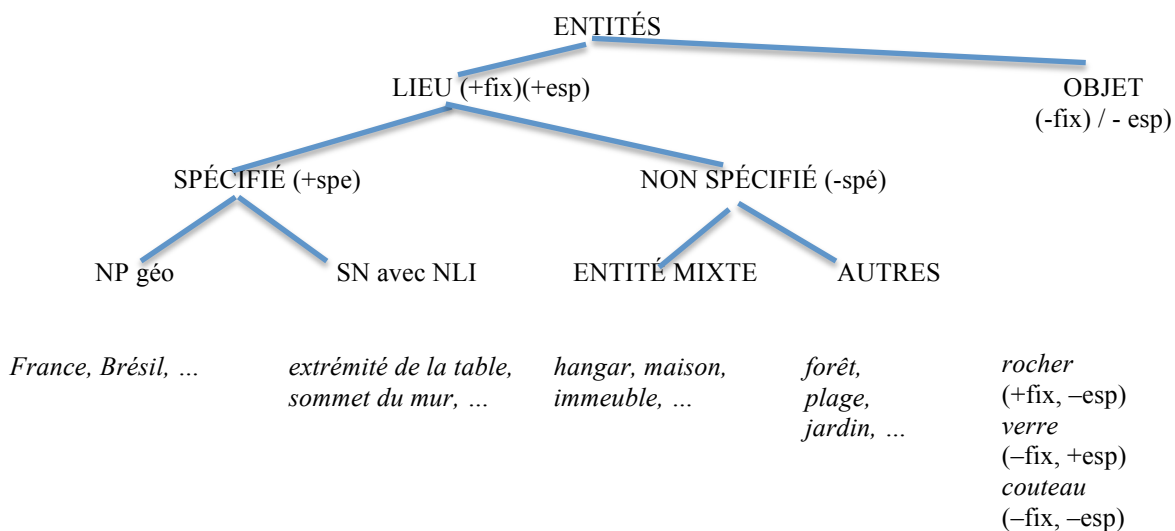 ENTITÉS
LIEU (+fix)(+esp)
OBJET
(-fix) / - esp)
SPÉCIFIÉ (+spe)
NON SPÉCIFIÉ (-spé)
NP géo
SN avec NLI
ENTITÉ MIXTE
AUTRES
France, Brésil, …
extrémité de la table,
sommet du mur, …
hangar, maison,
immeuble, …
forêt,
plage,
jardin, …
rocher
(+fix, –esp)
verre
(–fix, +esp)
couteau
(–fix, –esp)